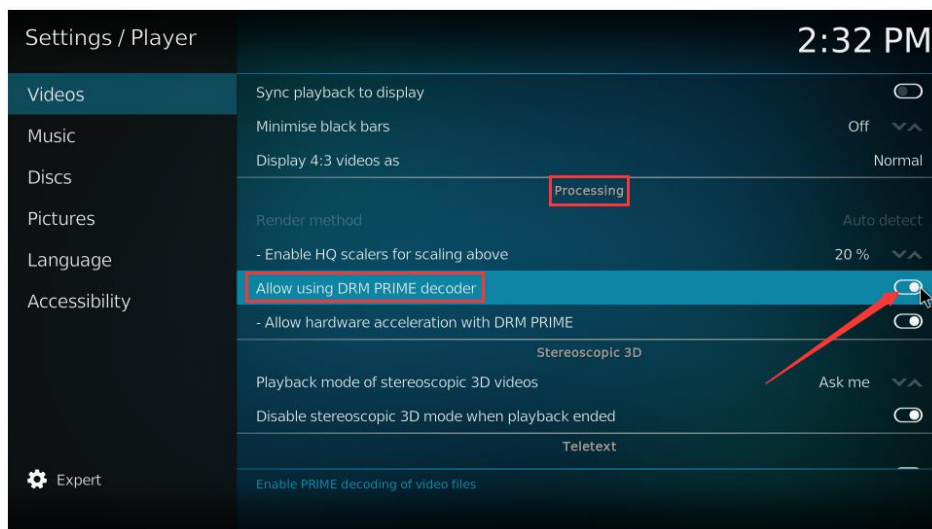 Settings / Player
2:32 PM
Videos
Music
Discs
Pictures
Language
Accessibility
Expert
Sync playback to display
Minimise black bars Off
Display 4:3 videos as Normal
Processing
Render method Auto detect
- Enable HQ scalers for scaling above 20 %
Allow using DRM PRIME decoder
- Allow hardware acceleration with DRM PRIME
Stereoscopic 3D
Playback mode of stereoscopic 3D videos Ask me
Disable stereoscopic 3D mode when playback ended
Teletext
Enable PRIME decoding of video files